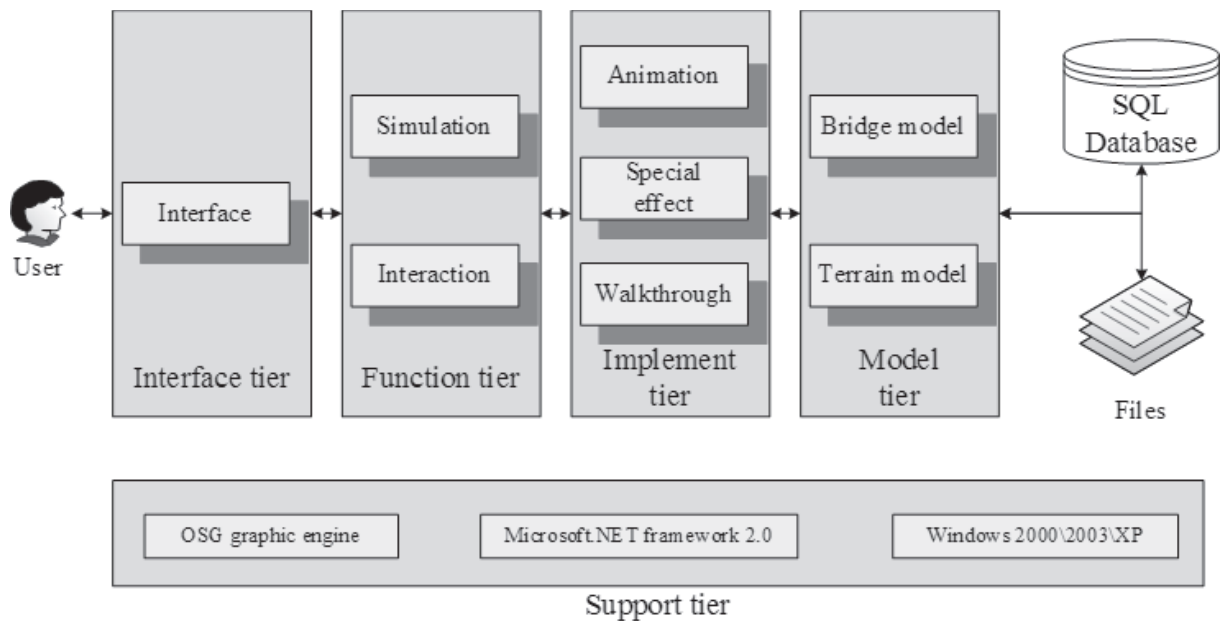 User
Interface
Interface tier
Simulation
Interaction
Function tier
Animation
Special
effect
Walkthrough
Implement
tier
Bridge model
Terrain model
Model
tier
SQL
Database
Files
OSG graphic engine
Microsoft.NET framework 2.0
Windows 2000\2003\XP
Support tier